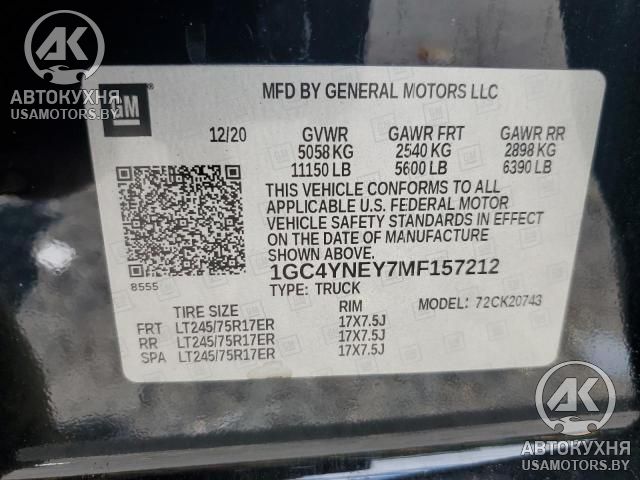 АК
АВТОКУХНЯ
USAMOTORS.BY
GM
MFD BY GENERAL MOTORS LLC
12/20 GVWR GAWR FRT GAWR RR
5058 KG 2540 KG 2898 KG
11150 LB 5600 LB 6390 LB
THIS VEHICLE CONFORMS TO ALL
APPLICABLE U.S. FEDERAL MOTOR
VEHICLE SAFETY STANDARDS IN EFFECT
ON THE DATE OF MANUFACTURE
SHOWN ABOVE.
1GC4YNEY7MF157212
8555
TYPE: TRUCK
MODEL: 72CK20743
TIRE SIZE RIM
FRT LT245/75R17ER 17X7.5J
RR LT245/75R17ER 17X7.5J
SPA LT245/75R17ER 17X7.5J
АК
АВТОКУХНЯ
USAMOTORS.BY